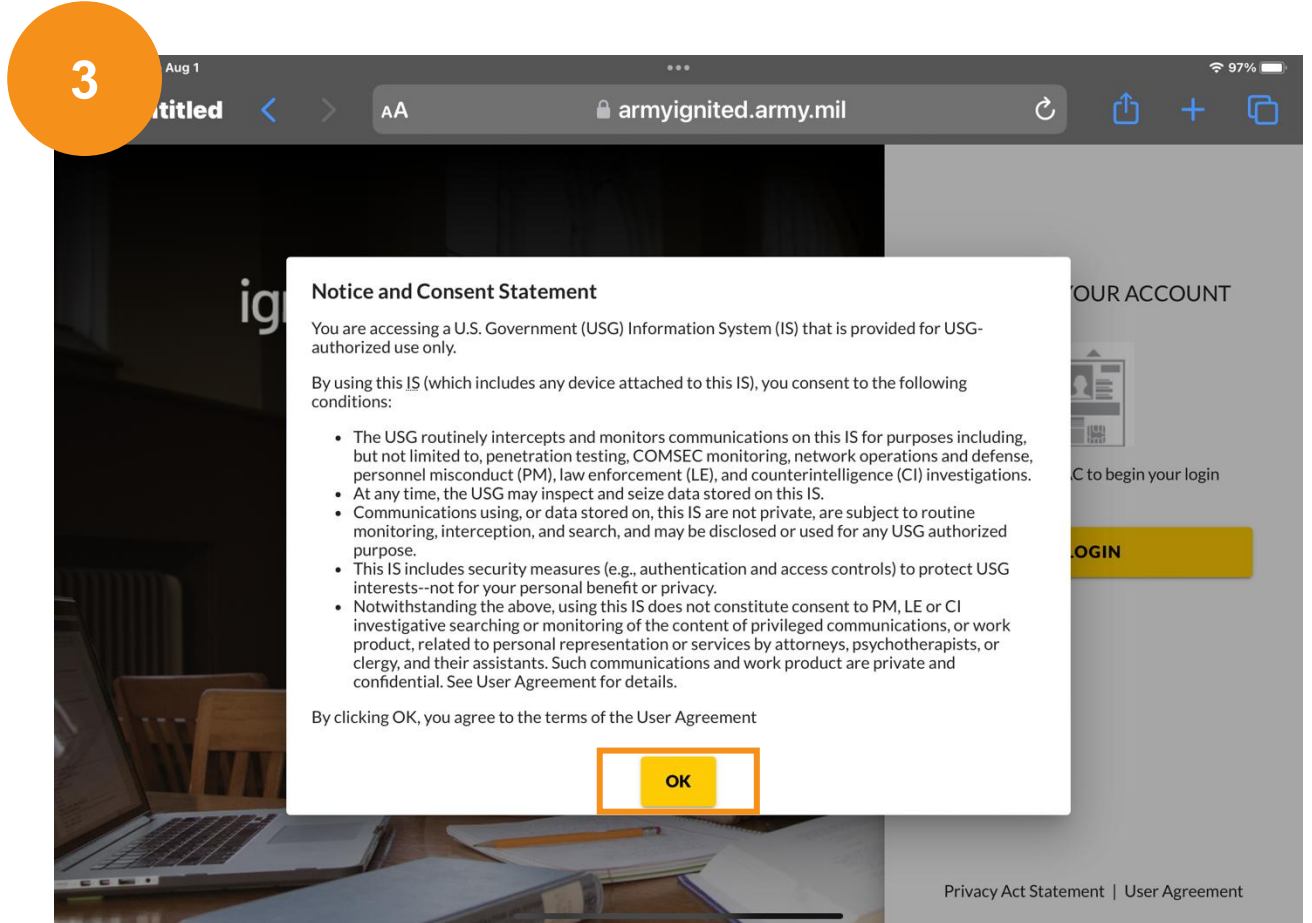 3
Aug 1
97%
titled
AA
armyignited.army.mil
ig
OUR ACCOUNT
C to begin your login
OGIN
Notice and Consent Statement
You are accessing a U.S. Government (USG) Information System (IS) that is provided for USG-
authorized use only.
By using this IS (which includes any device attached to this IS), you consent to the following
conditions:
• The USG routinely intercepts and monitors communications on this IS for purposes including,
but not limited to, penetration testing, COMSEC monitoring, network operations and defense,
personnel misconduct (PM), law enforcement (LE), and counterintelligence (CI) investigations.
• At any time, the USG may inspect and seize data stored on this IS.
• Communications using, or data stored on, this IS are not private, are subject to routine
monitoring, interception, and search, and may be disclosed or used for any USG authorized
purpose.
• This IS includes security measures (e.g., authentication and access controls) to protect USG
interests--not for your personal benefit or privacy.
• Notwithstanding the above, using this IS does not constitute consent to PM, LE or CI
investigative searching or monitoring of the content of privileged communications, or work
product, related to personal representation or services by attorneys, psychotherapists, or
clergy, and their assistants. Such communications and work product are private and
confidential. See User Agreement for details.
By clicking OK, you agree to the terms of the User Agreement
OK
Privacy Act Statement | User Agreement